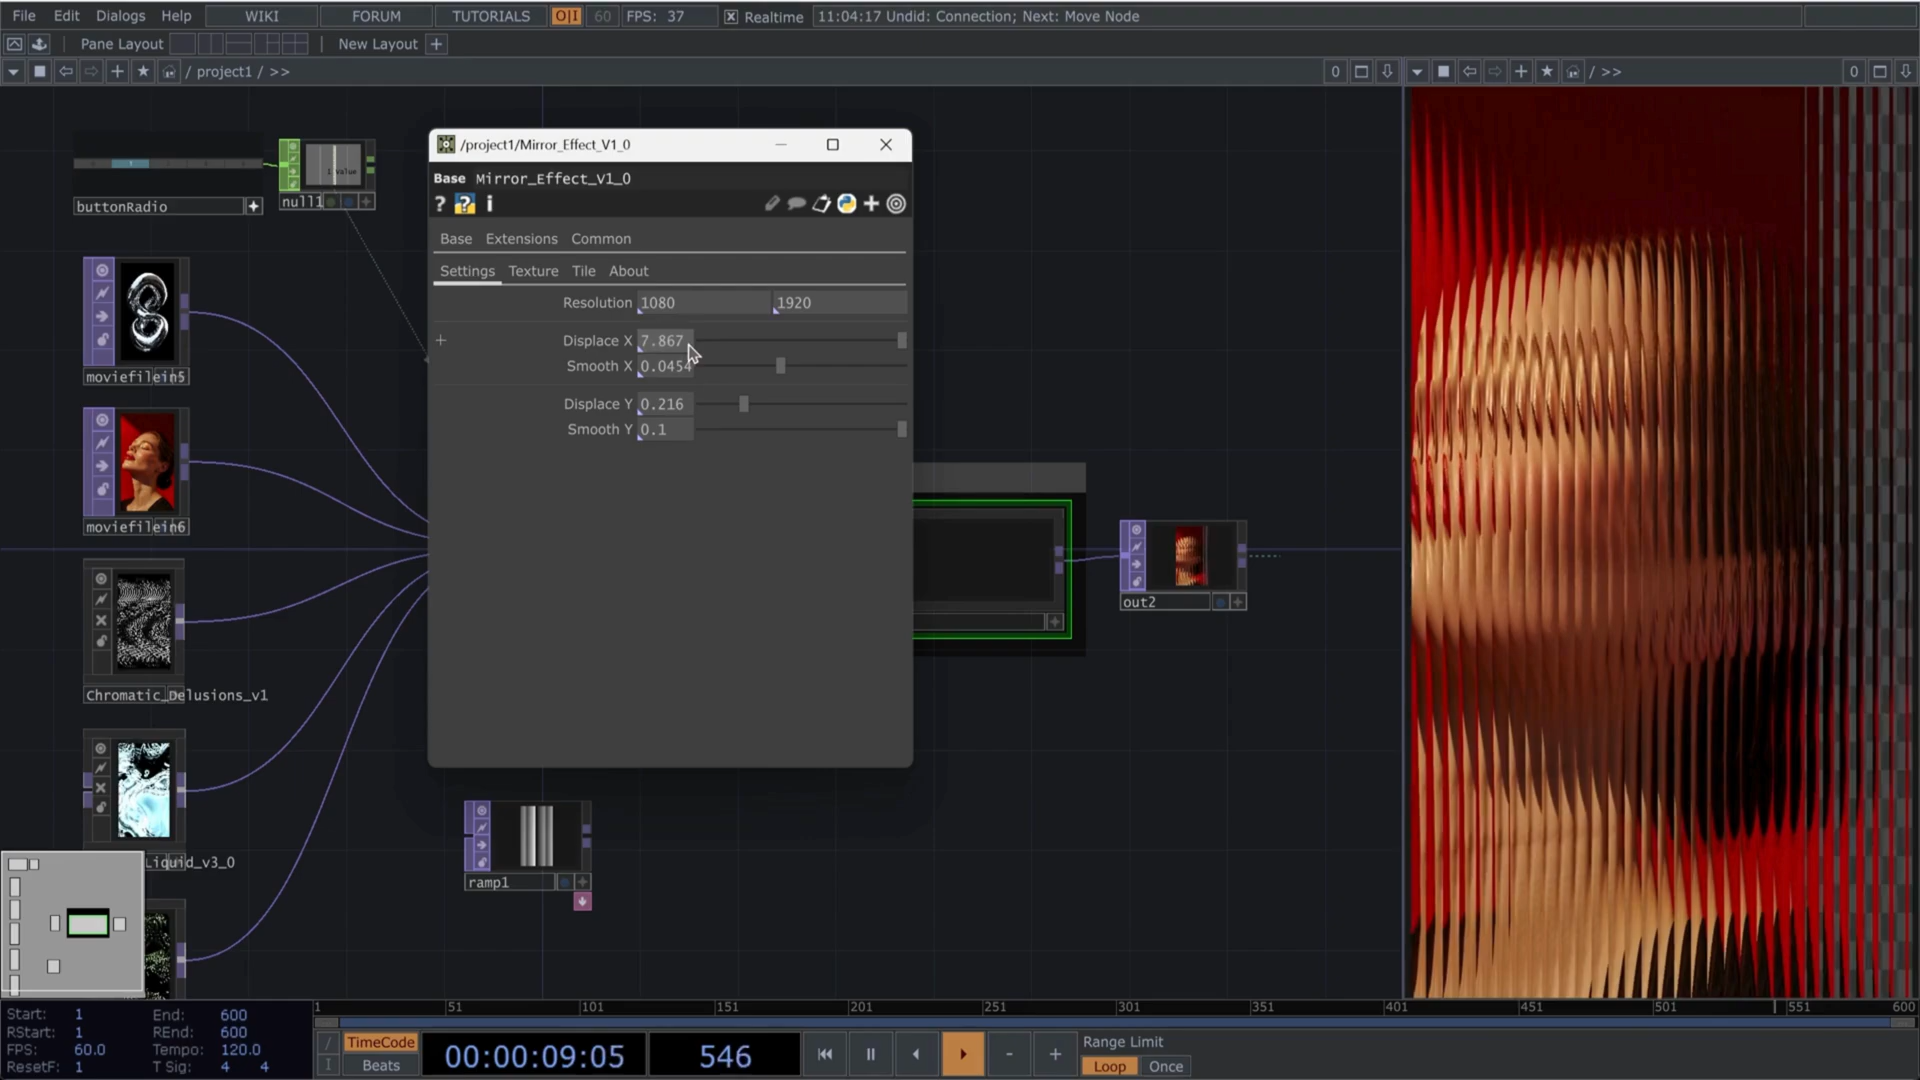 File Edit Dialogs Help WIKI FORUM TUTORIALS O|I 60 FPS: 37 Realtime 11:04:17 Undid: Connection; Next: Move Node
Pane Layout New Layout +
/ project1 / >> 0 / >> 0
/project1/Mirror_Effect_V1_0
Base Mirror_Effect_V1_0
? ? i
Base Extensions Common
Settings Texture Tile About
Resolution 1080 1920
+ Displace X 7.867
Smooth X 0.0454
Displace Y 0.216
Smooth Y 0.1
1 value
buttonRadio
null1
moviefilein5
moviefilein6
Chromatic_Delusions_v1
Liquid_v3_0
out2
ramp1
1 51 101 151 201 251 301 351 401 451 501 551 600
Start: 1 End: 600
RStart: 1 REnd: 600
FPS: 60.0 Tempo: 120.0
ResetF: 1 T Sig: 4 4
/ TimeCode
I Beats
00:00:09:05 546
- +
Range Limit
Loop Once